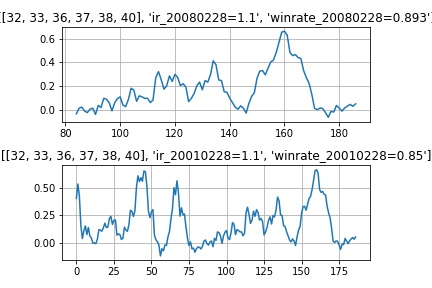 [[32, 33, 36, 37, 38, 40], 'ir_20080228=1.1', 'winrate_20080228=0.893']
0.6
0.4
0.2
0.0
80 100 120 140 160 180
[[32, 33, 36, 37, 38, 40], 'ir_20010228=1.1', 'winrate_20010228=0.85']
0.50
0.25
0.00
0 25 50 75 100 125 150 175